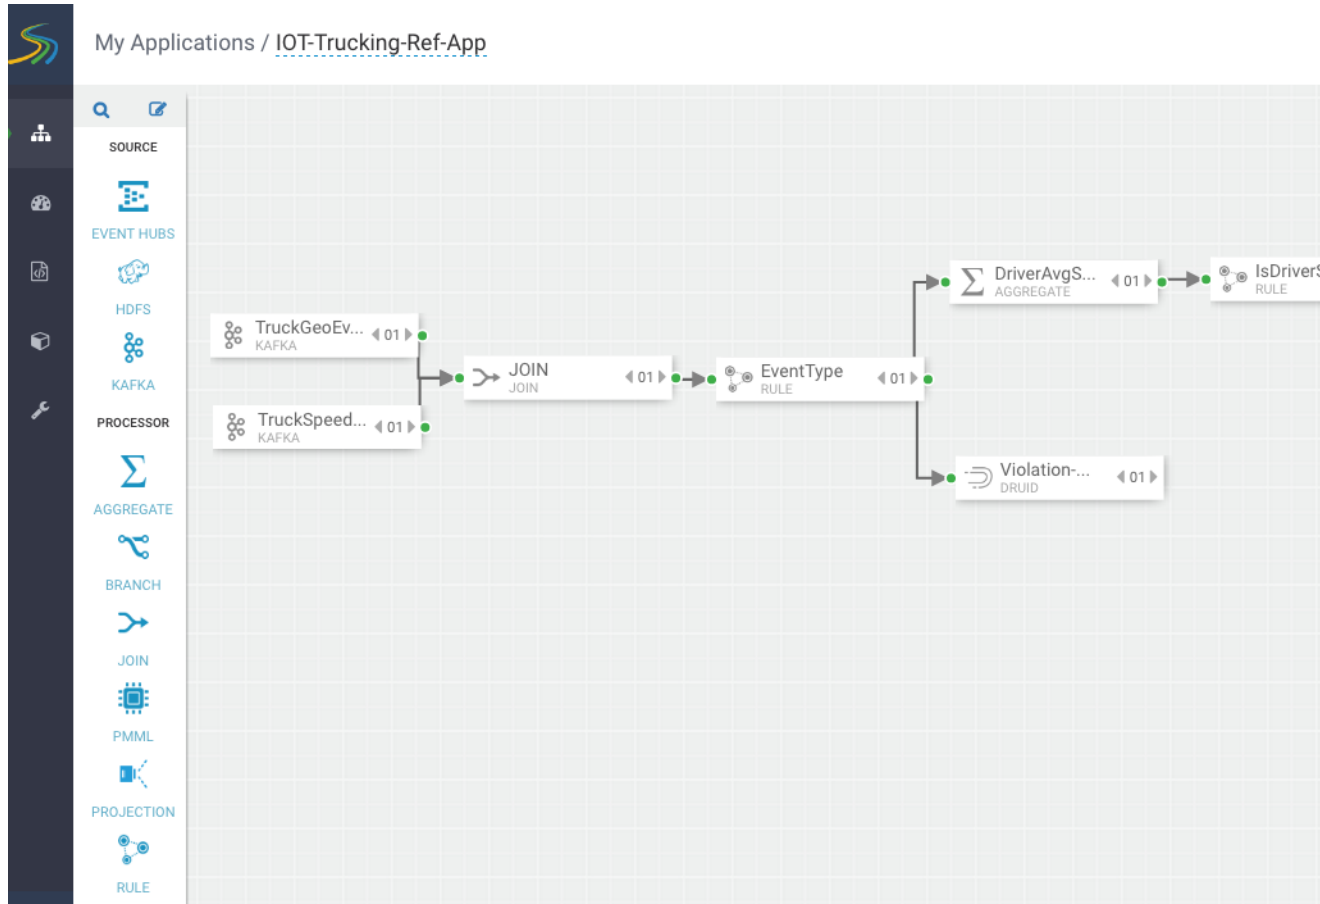 My Applications / IOT-Trucking-Ref-App
SOURCE
EVENT HUBS
HDFS
KAFKA
PROCESSOR
AGGREGATE
BRANCH
JOIN
PMML
PROJECTION
RULE
TruckGeoEv... 01
KAFKA
TruckSpeed... 01
KAFKA
JOIN 01
JOIN
EventType 01
RULE
DriverAvgS... 01
AGGREGATE
Violation-... 01
DRUID
IsDriverS
RULE